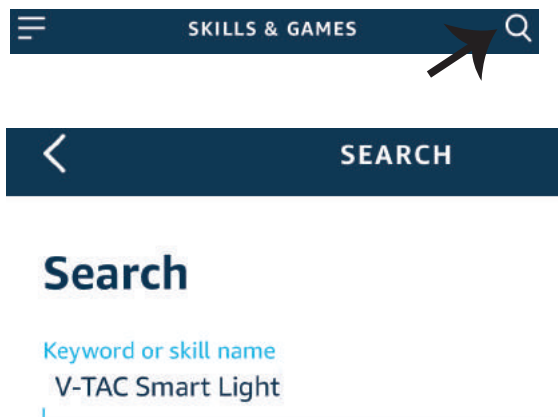 SKILLS & GAMES
SEARCH
Search
Keyword or skill name
V-TAC Smart Light